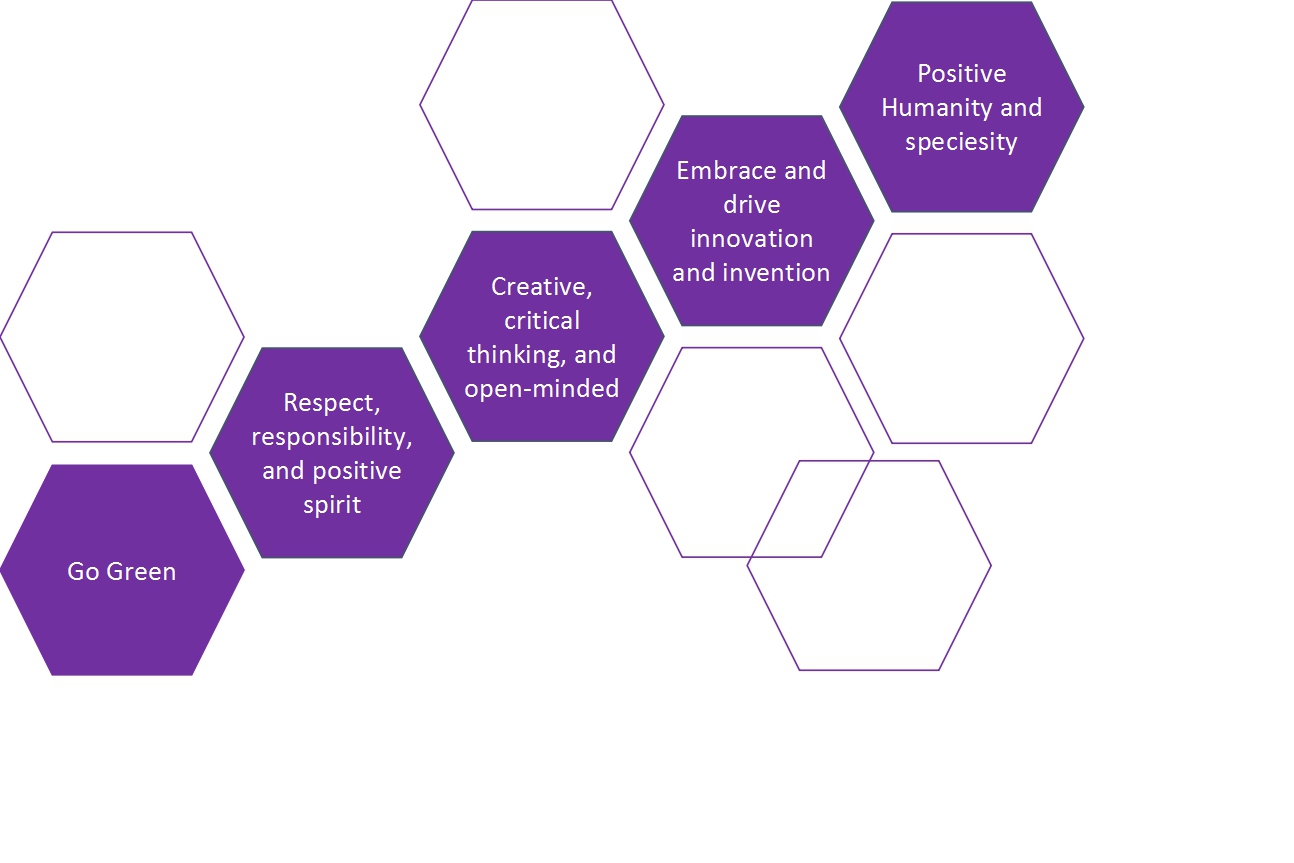 Positive
Humanity and
speciesity
Embrace and
drive
innovation
and invention
Creative,
critical
thinking, and
open-minded
Respect,
responsibility,
and positive
spirit
Go Green